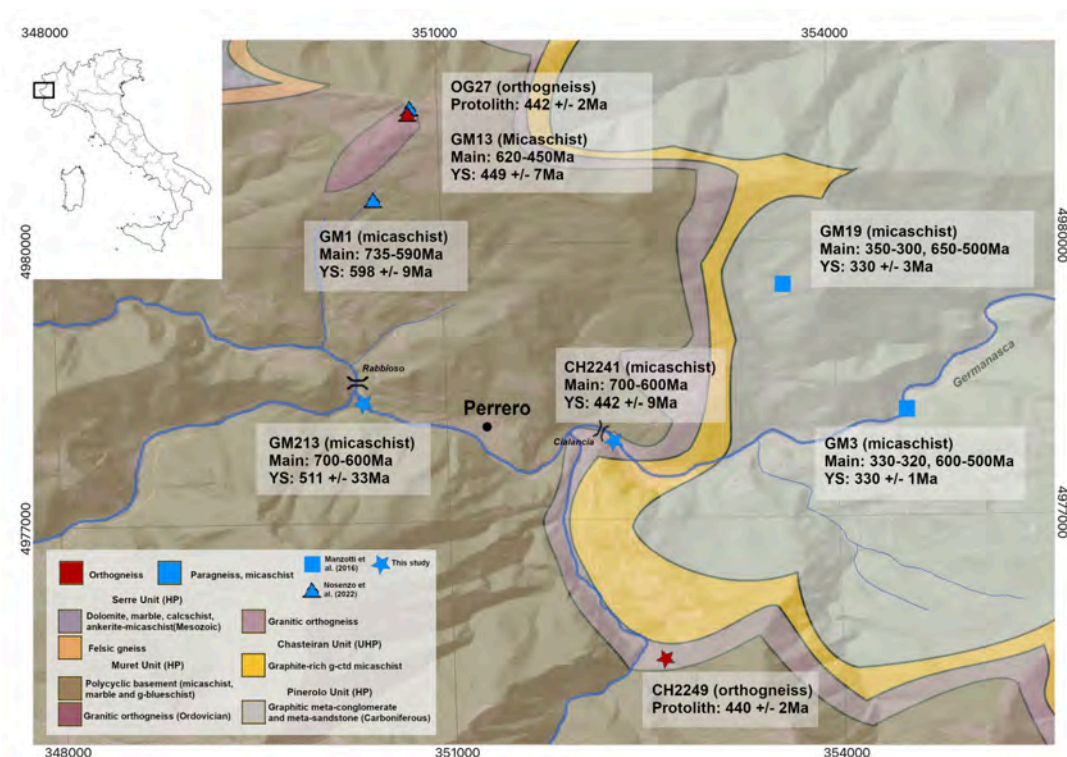 348000
351000
354000
OG27 (orthogneiss)
Protolith: 442 +/- 2Ma
GM13 (Micaschist)
Main: 620-450Ma
YS: 449 +/- 7Ma
GM1 (micaschist)
Main: 735-590Ma
YS: 598 +/- 9Ma
GM19 (micaschist)
Main: 350-300, 650-500Ma
YS: 330 +/- 3Ma
4980000
4980000
Rabbioso
CH2241 (micaschist)
Main: 700-600Ma
YS: 442 +/- 9Ma
Germanasca
Perrero
Cialancia
GM213 (micaschist)
Main: 700-600Ma
YS: 511 +/- 33Ma
GM3 (micaschist)
Main: 330-320, 600-500Ma
YS: 330 +/- 1Ma
4977000
4977000
Orthogneiss
Paragneiss, micaschist
Manzotti et
al. (2016)
This study
Nosenzo et
al. (2022)
Serre Unit (HP)
Dolomite, marble, calcschist,
ankerite-micaschist(Mesozoic)
Felsic gneiss
Muret Unit (HP)
Polycyclic basement (micaschist,
marble and g-blueschist)
Granitic orthogneiss (Ordovician)
Granitic orthogneiss
Chasteiran Unit (UHP)
Graphite-rich g-ctd micaschist
Pinerolo Unit (HP)
Graphitic meta-conglomerate
and meta-sandstone (Carboniferous)
CH2249 (orthogneiss)
Protolith: 440 +/- 2Ma
348000
351000
354000